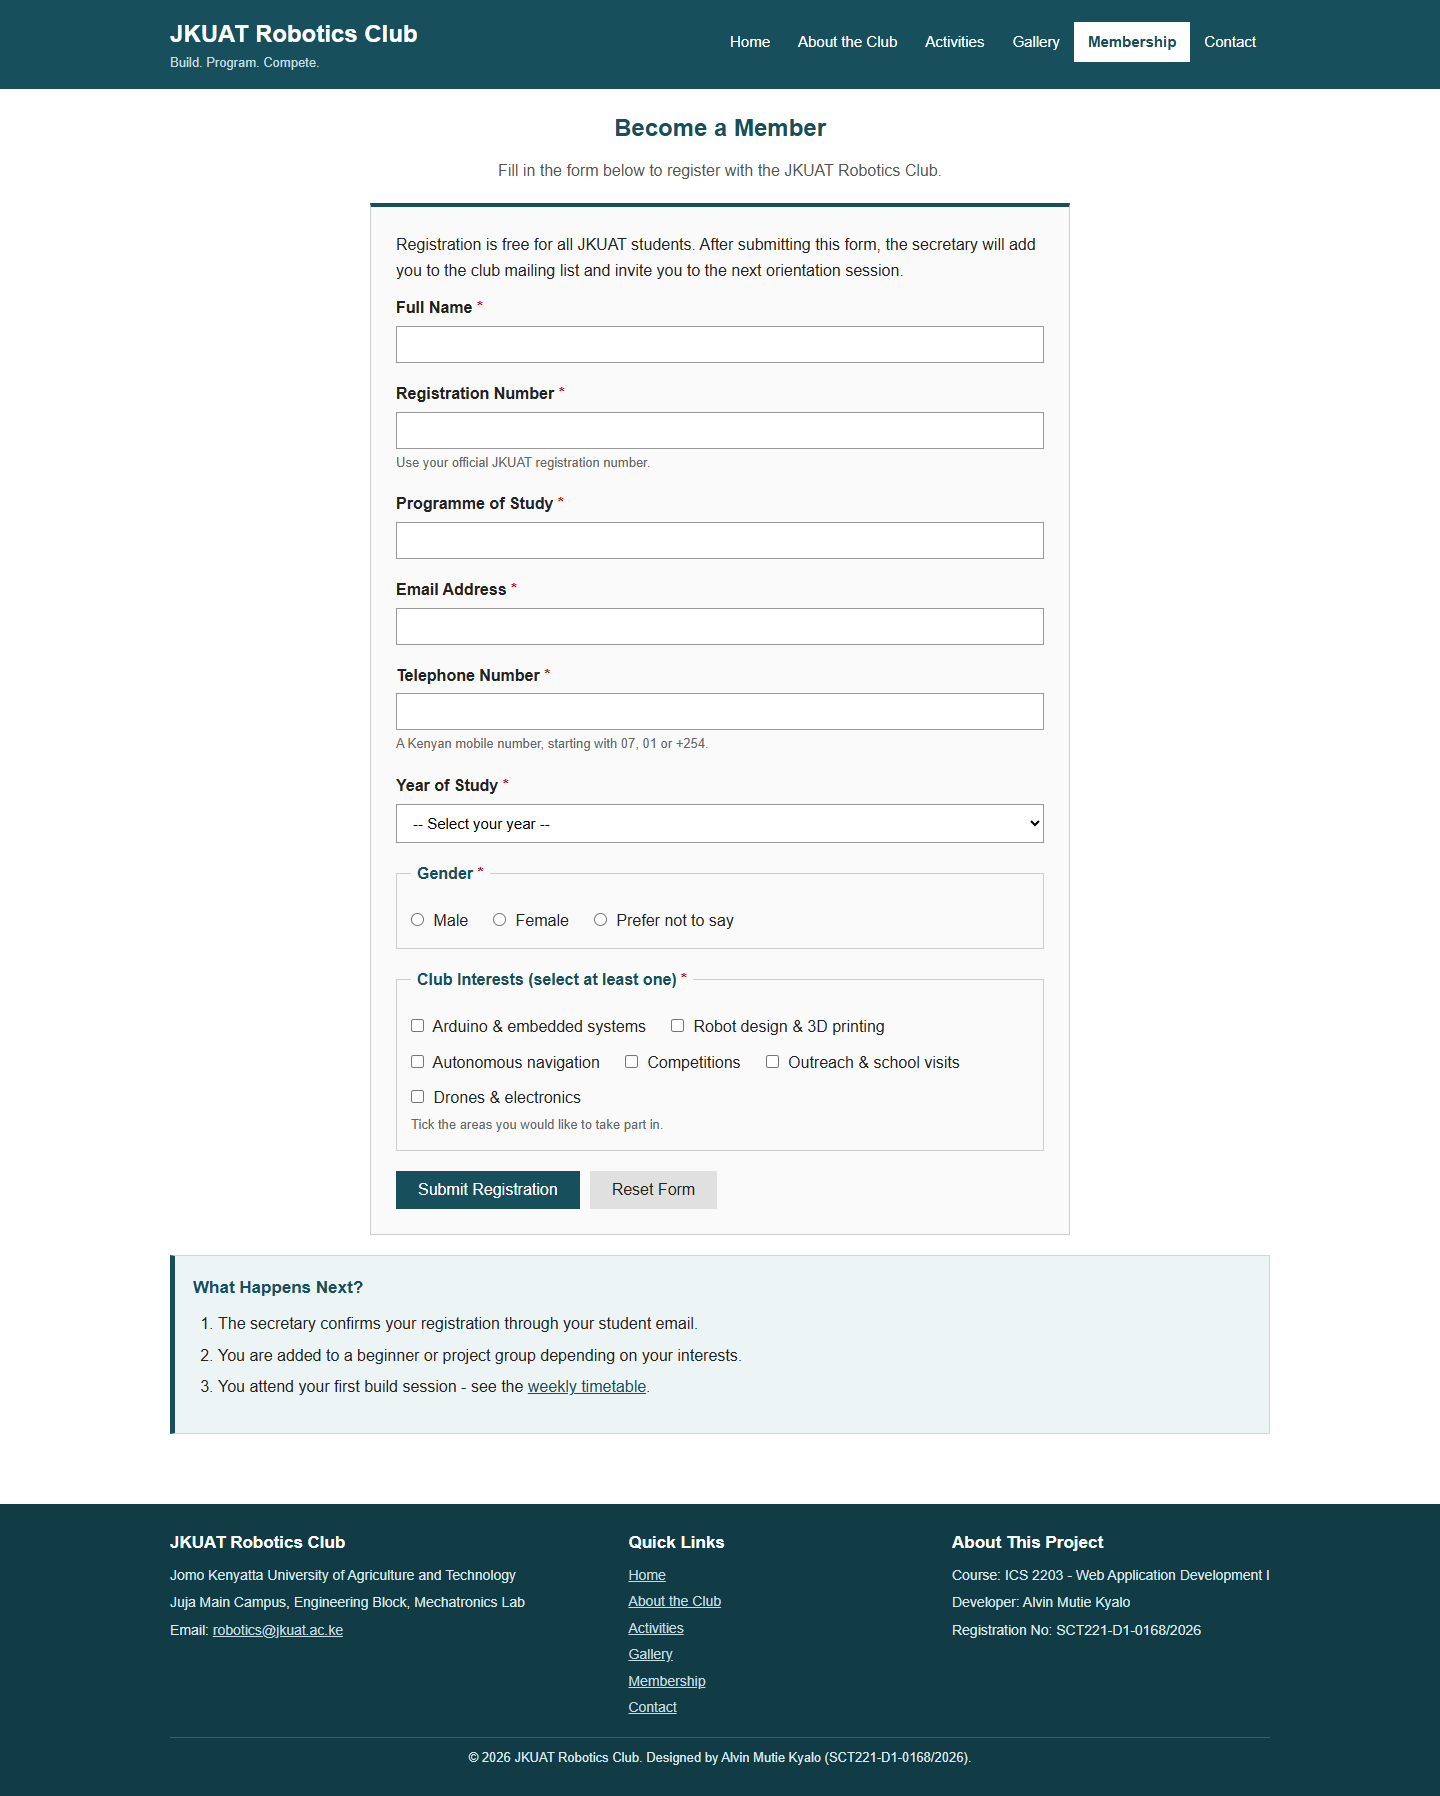 JKUAT Robotics Club
Build. Program. Compete.
Home About the Club Activities Gallery Membership Contact
Become a Member
Fill in the form below to register with the JKUAT Robotics Club.
Registration is free for all JKUAT students. After submitting this form, the secretary will add
you to the club mailing list and invite you to the next orientation session.
Full Name *
Registration Number *
Use your official JKUAT registration number.
Programme of Study *
Email Address *
Telephone Number *
A Kenyan mobile number, starting with 07, 01 or +254.
Year of Study *
-- Select your year --
Gender *
Male Female Prefer not to say
Club Interests (select at least one) *
Arduino & embedded systems Robot design & 3D printing
Autonomous navigation Competitions Outreach & school visits
Drones & electronics
Tick the areas you would like to take part in.
Submit Registration Reset Form
What Happens Next?
1. The secretary confirms your registration through your student email.
2. You are added to a beginner or project group depending on your interests.
3. You attend your first build session - see the weekly timetable.
JKUAT Robotics Club
Jomo Kenyatta University of Agriculture and Technology
Juja Main Campus, Engineering Block, Mechatronics Lab
Email: robotics@jkuat.ac.ke
Quick Links
Home
About the Club
Activities
Gallery
Membership
Contact
About This Project
Course: ICS 2203 - Web Application Development I
Developer: Alvin Mutie Kyalo
Registration No: SCT221-D1-0168/2026
© 2026 JKUAT Robotics Club. Designed by Alvin Mutie Kyalo (SCT221-D1-0168/2026).